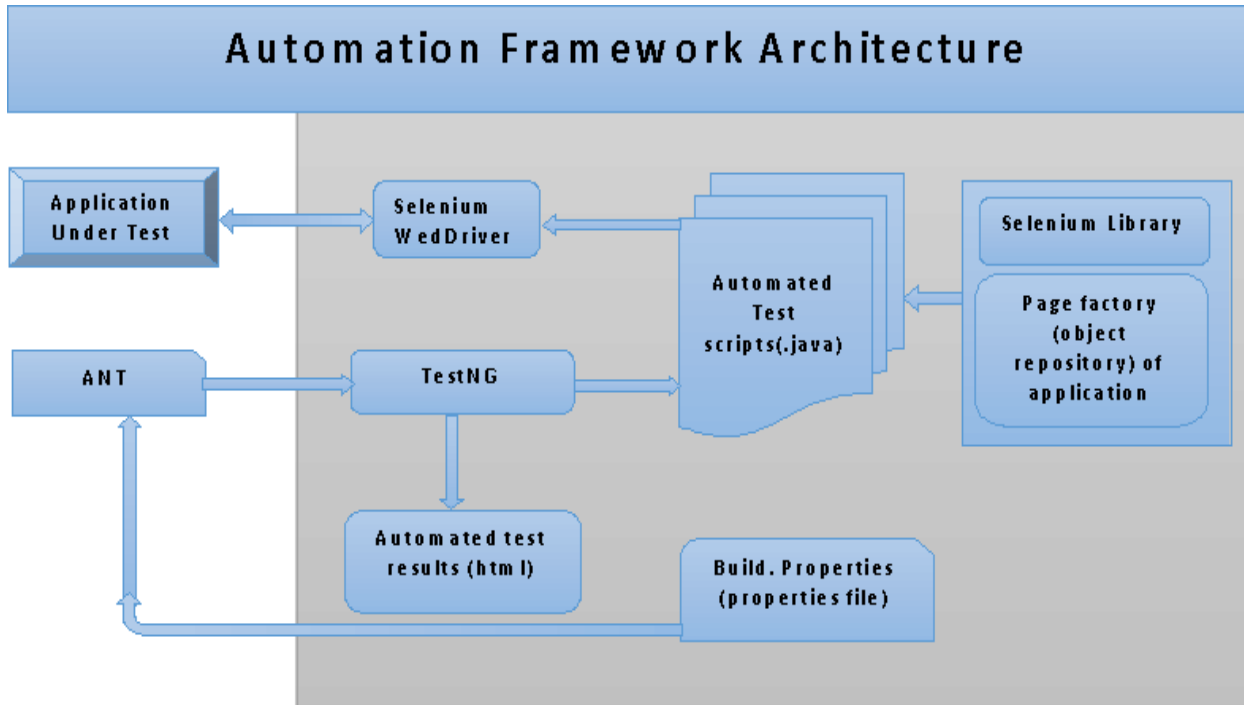 Automation Framework Architecture
Application
Under Test
Selenium
WedDriver
Automated
Test
scripts(.java)
Selenium Library
Page factory
(object
repository) of
application
ANT
TestNG
Automated test
results (html)
Build. Properties
(properties file)